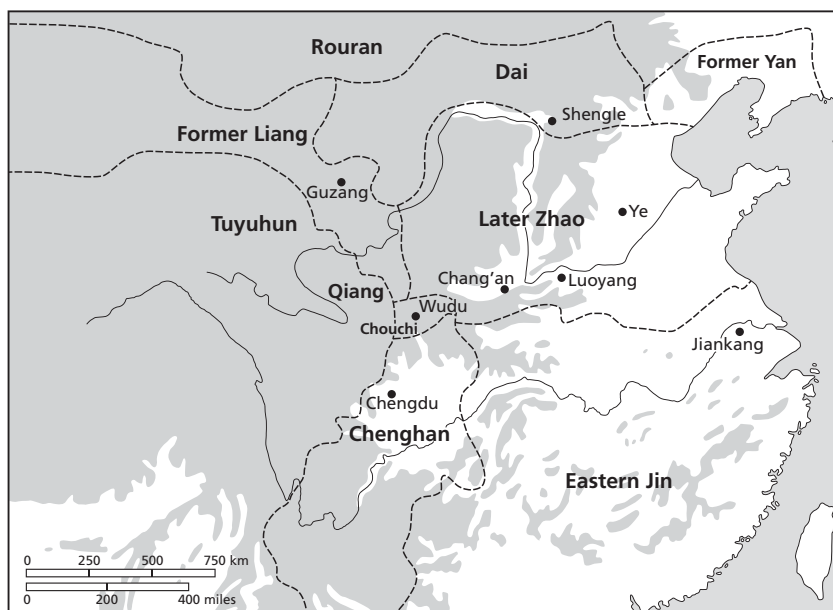 Rouran
Dai
Former Yan
Shengle
Former Liang
Guzang
Tuyuhun
Later Zhao
Ye
Qiang
Chang’an
Luoyang
Wudu
Chouchi
Jiankang
Chengdu
Chenghan
Eastern Jin
0 250 500 750 km
0 200 400 miles